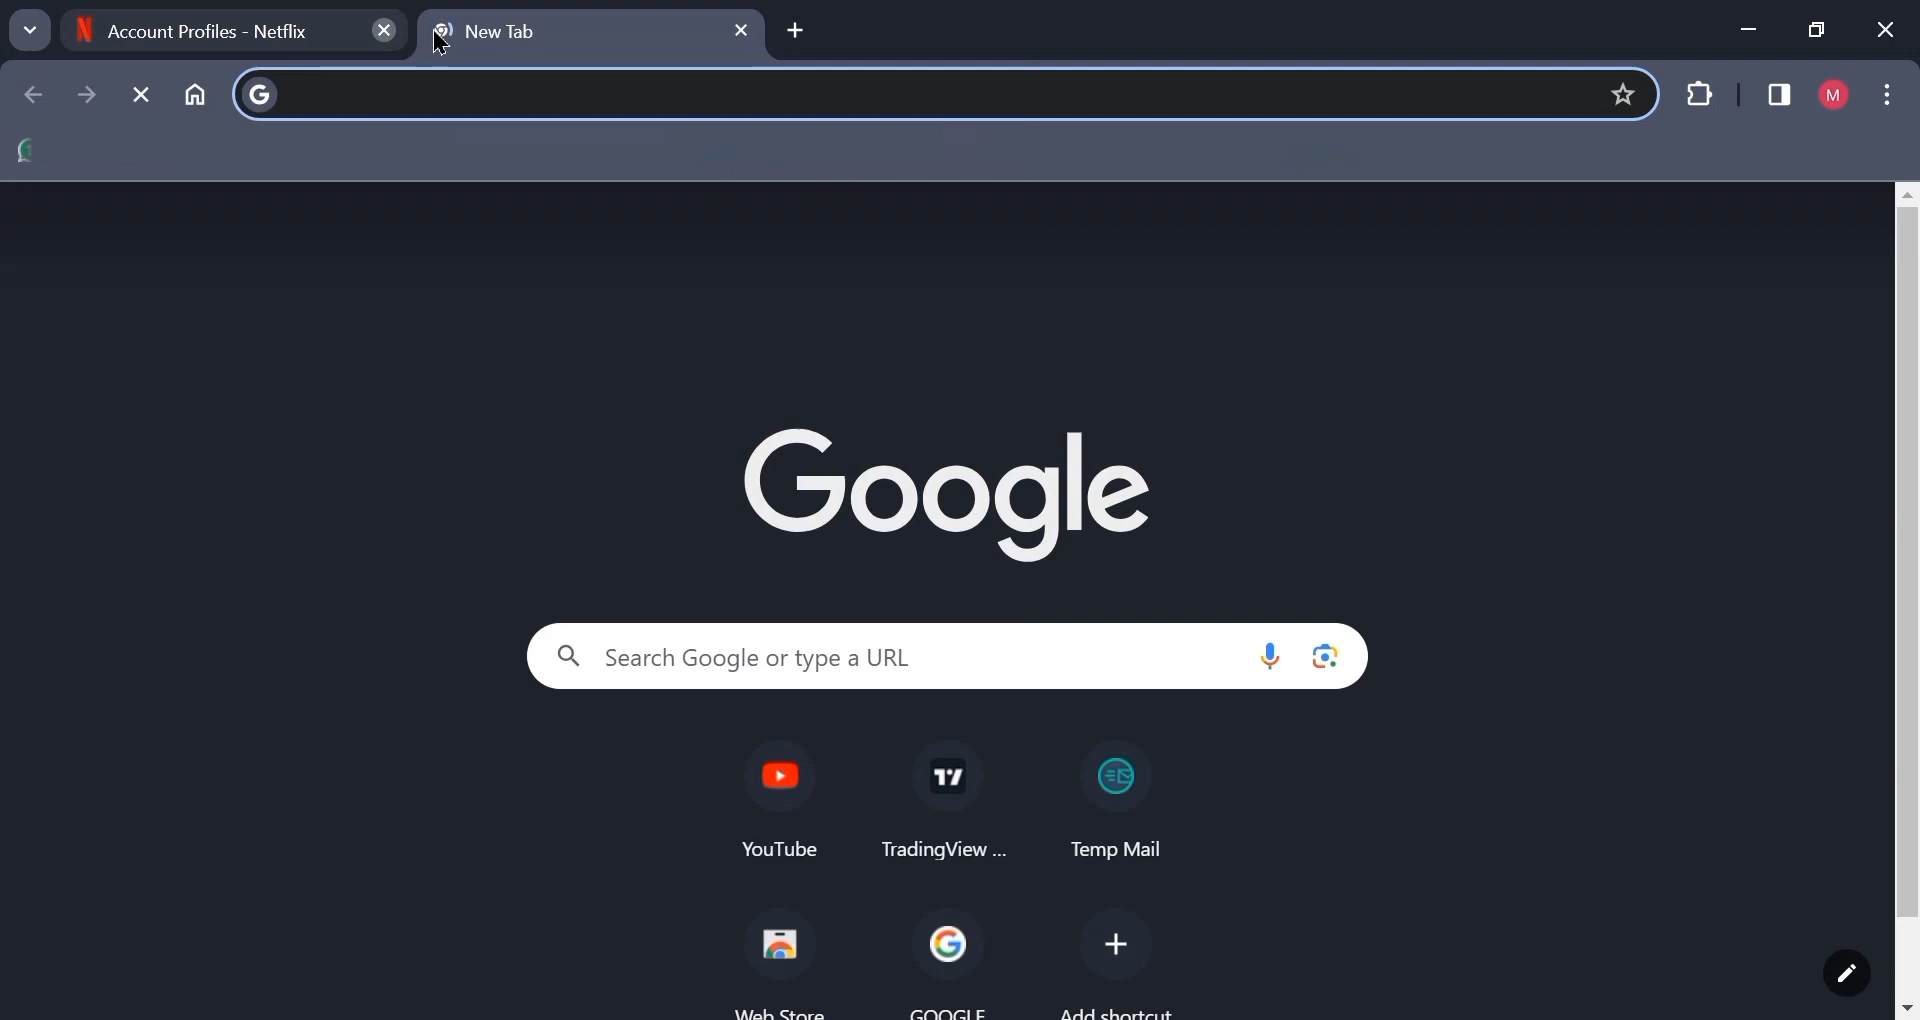 Account Profiles - Netflix
New Tab
G
M
Google
Search Google or type a URL
YouTube
TradingView ...
Temp Mail
Web Store
GOOGLE
Add shortcut